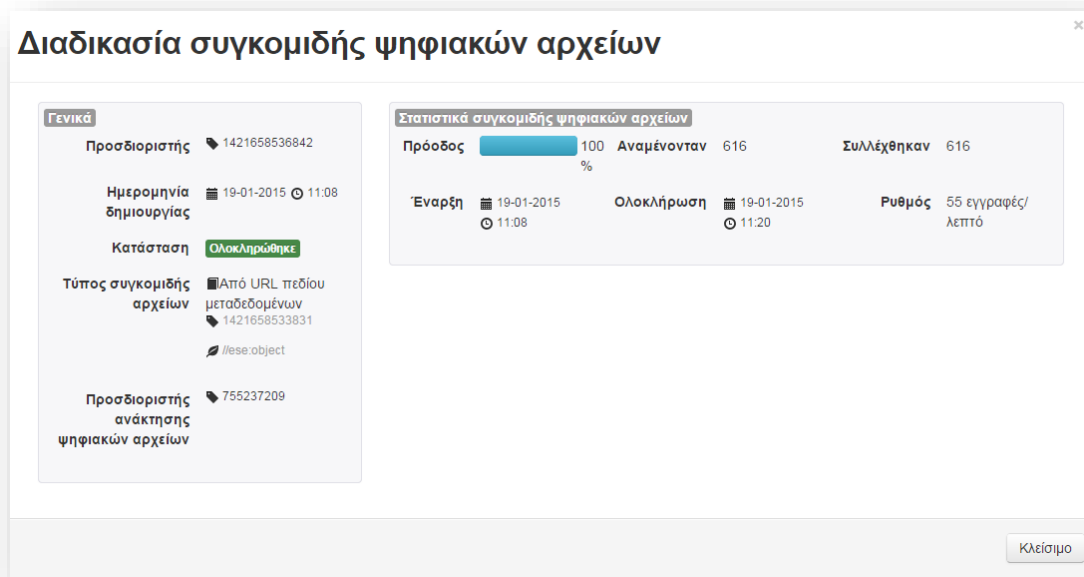 ×
Διαδικασία συγκομιδής ψηφιακών αρχείων
Γενικά
Προσδιοριστής 1421658536842
Ημερομηνία δημιουργίας 19-01-2015 11:08
Κατάσταση Ολοκληρώθηκε
Τύπος συγκομιδής αρχείων Από URL πεδίου
μεταδεδομένων
1421658533831
//ese:object
Προσδιοριστής ανάκτησης ψηφιακών αρχείων 755237209
Στατιστικά συγκομιδής ψηφιακών αρχείων
Πρόοδος 100 % Αναμένονταν 616 Συλλέχθηκαν 616
Έναρξη 19-01-2015 11:08 Ολοκλήρωση 19-01-2015 11:20 Ρυθμός 55 εγγραφές/ λεπτό
Κλείσιμο